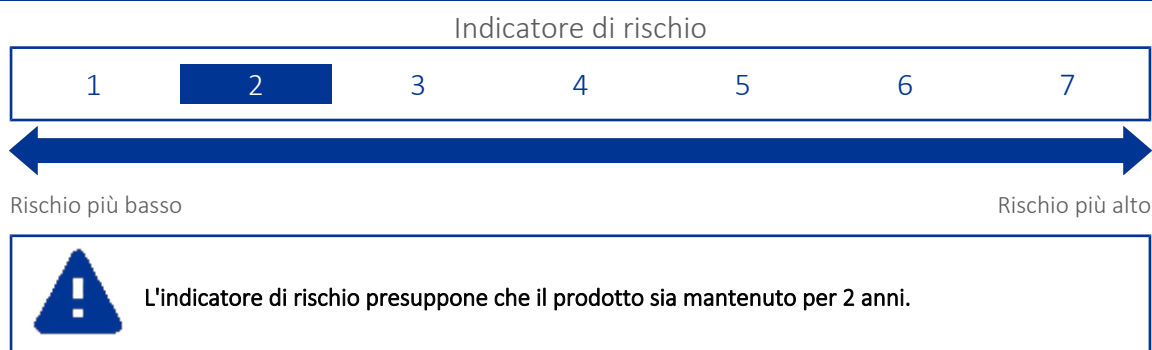 Indicatore di rischio
1 2 3 4 5 6 7
Rischio più basso Rischio più alto
L'indicatore di rischio presuppone che il prodotto sia mantenuto per 2 anni.